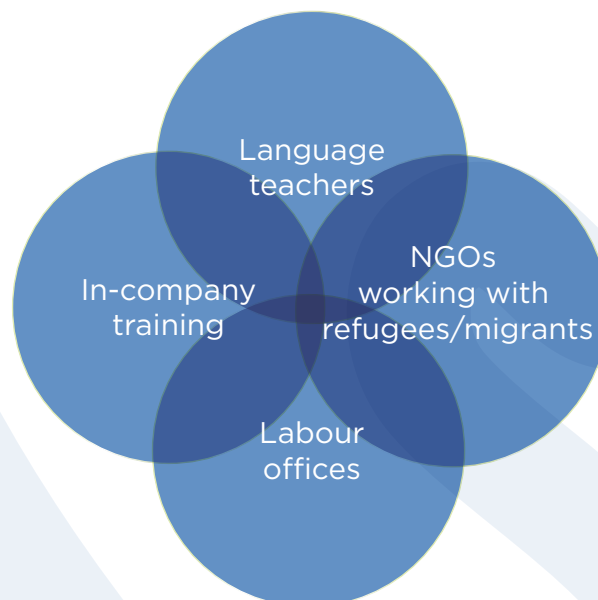 Language
teachers
In-company
training
NGOs
working with
refugees/migrants
Labour
offices